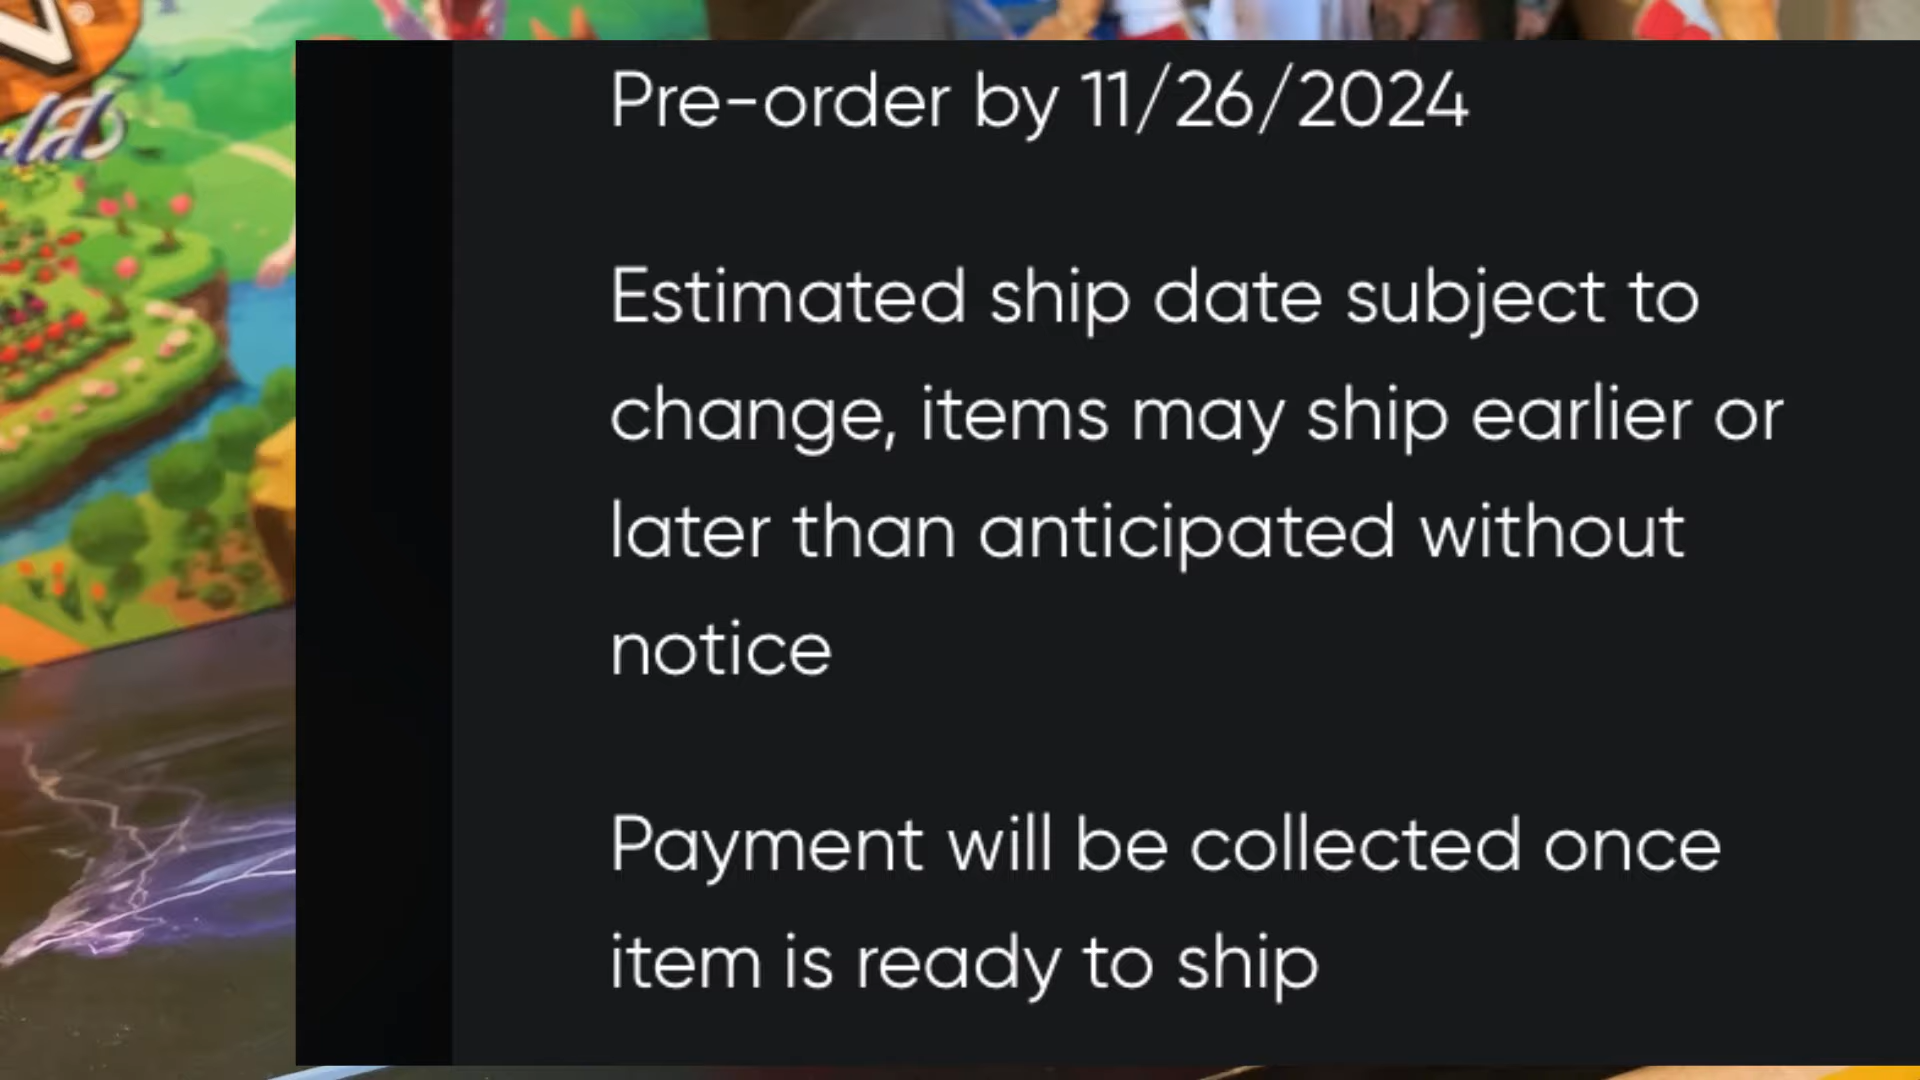 ld
Pre-order by 11/26/2024
Estimated ship date subject to
change, items may ship earlier or
later than anticipated without
notice
Payment will be collected once
item is ready to ship